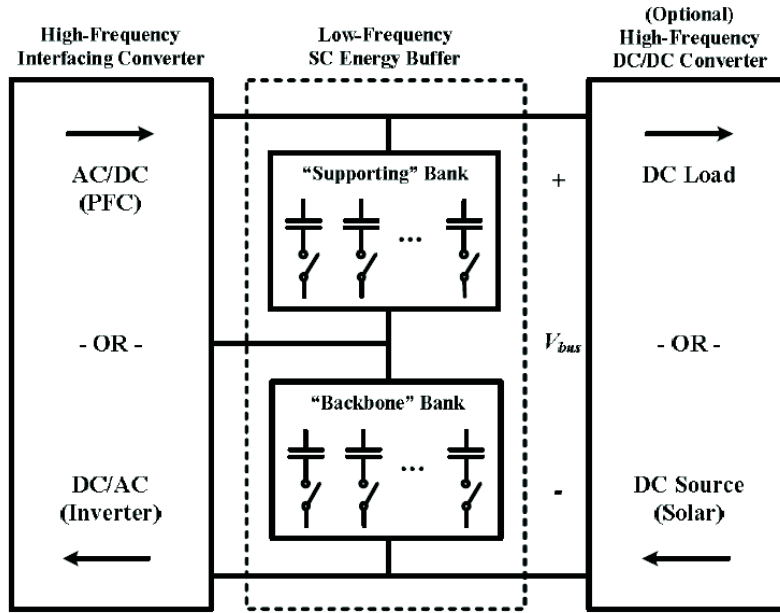 High-Frequency
Interfacing Converter
Low-Frequency
SC Energy Buffer
(Optional)
High-Frequency
DC/DC Converter
AC/DC
(PFC)
- OR -
DC/AC
(Inverter)
“Supporting” Bank
...
“Backbone” Bank
...
+
V_bus
-
DC Load
- OR -
DC Source
(Solar)